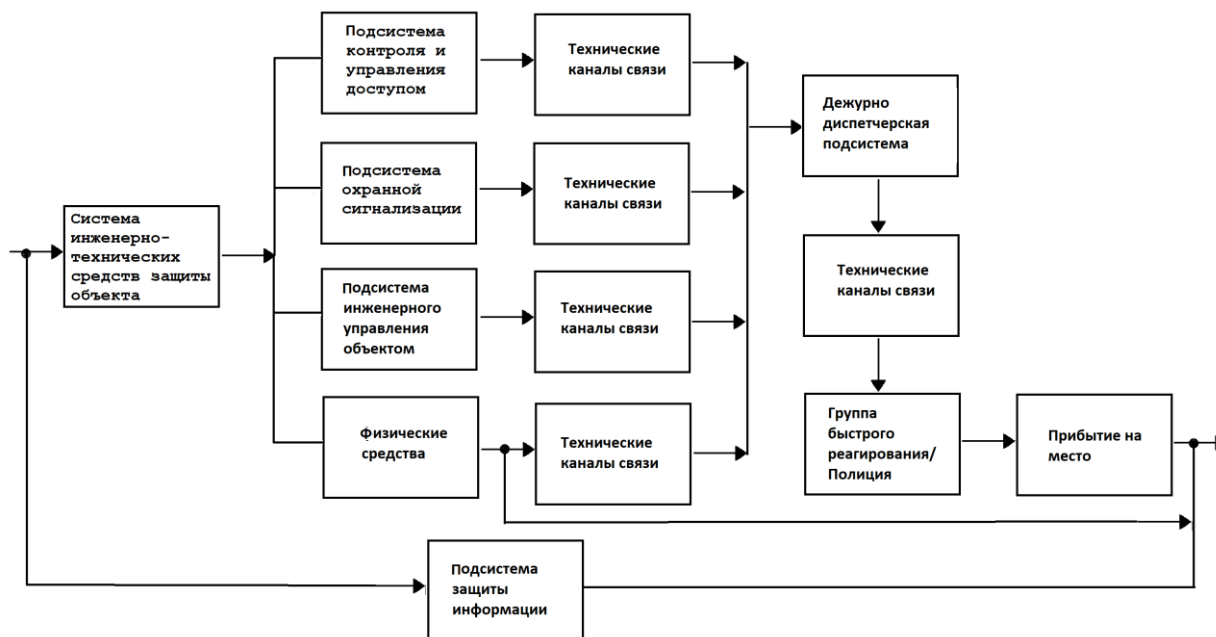 Подсистема
контроля и
управления
доступом
Технические
каналы связи
Дежурно
диспетчерская
подсистема
Подсистема
охранной
сигнализации
Технические
каналы связи
Система
инженерно-
технических
средств защиты
объекта
Технические
каналы связи
Подсистема
инженерного
управления
объектом
Технические
каналы связи
Физические
средства
Технические
каналы связи
Группа
быстрого
реагирования/
Полиция
Прибытие на
место
Подсистема
защиты
информации